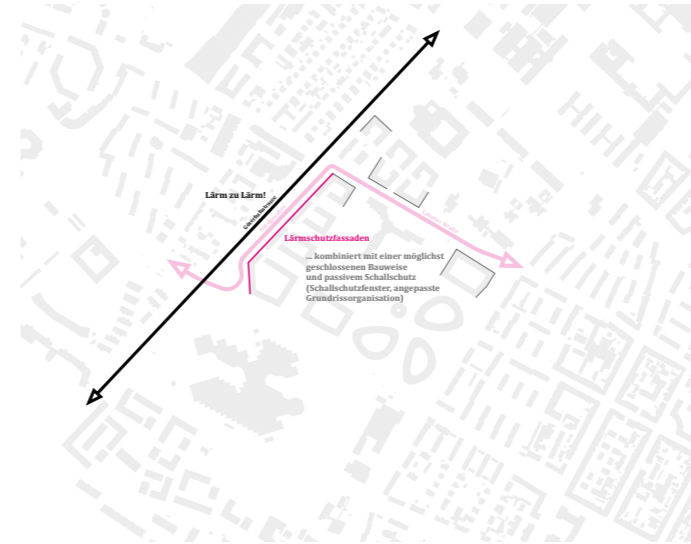 Lärm zu Lärm!
Lärmschutzfassaden
... kombiniert mit einer möglichst
geschlossenen Bauweise
und passivem Schallschutz
(Schallschutzfenster, angepasste
Grundrissorganisation)